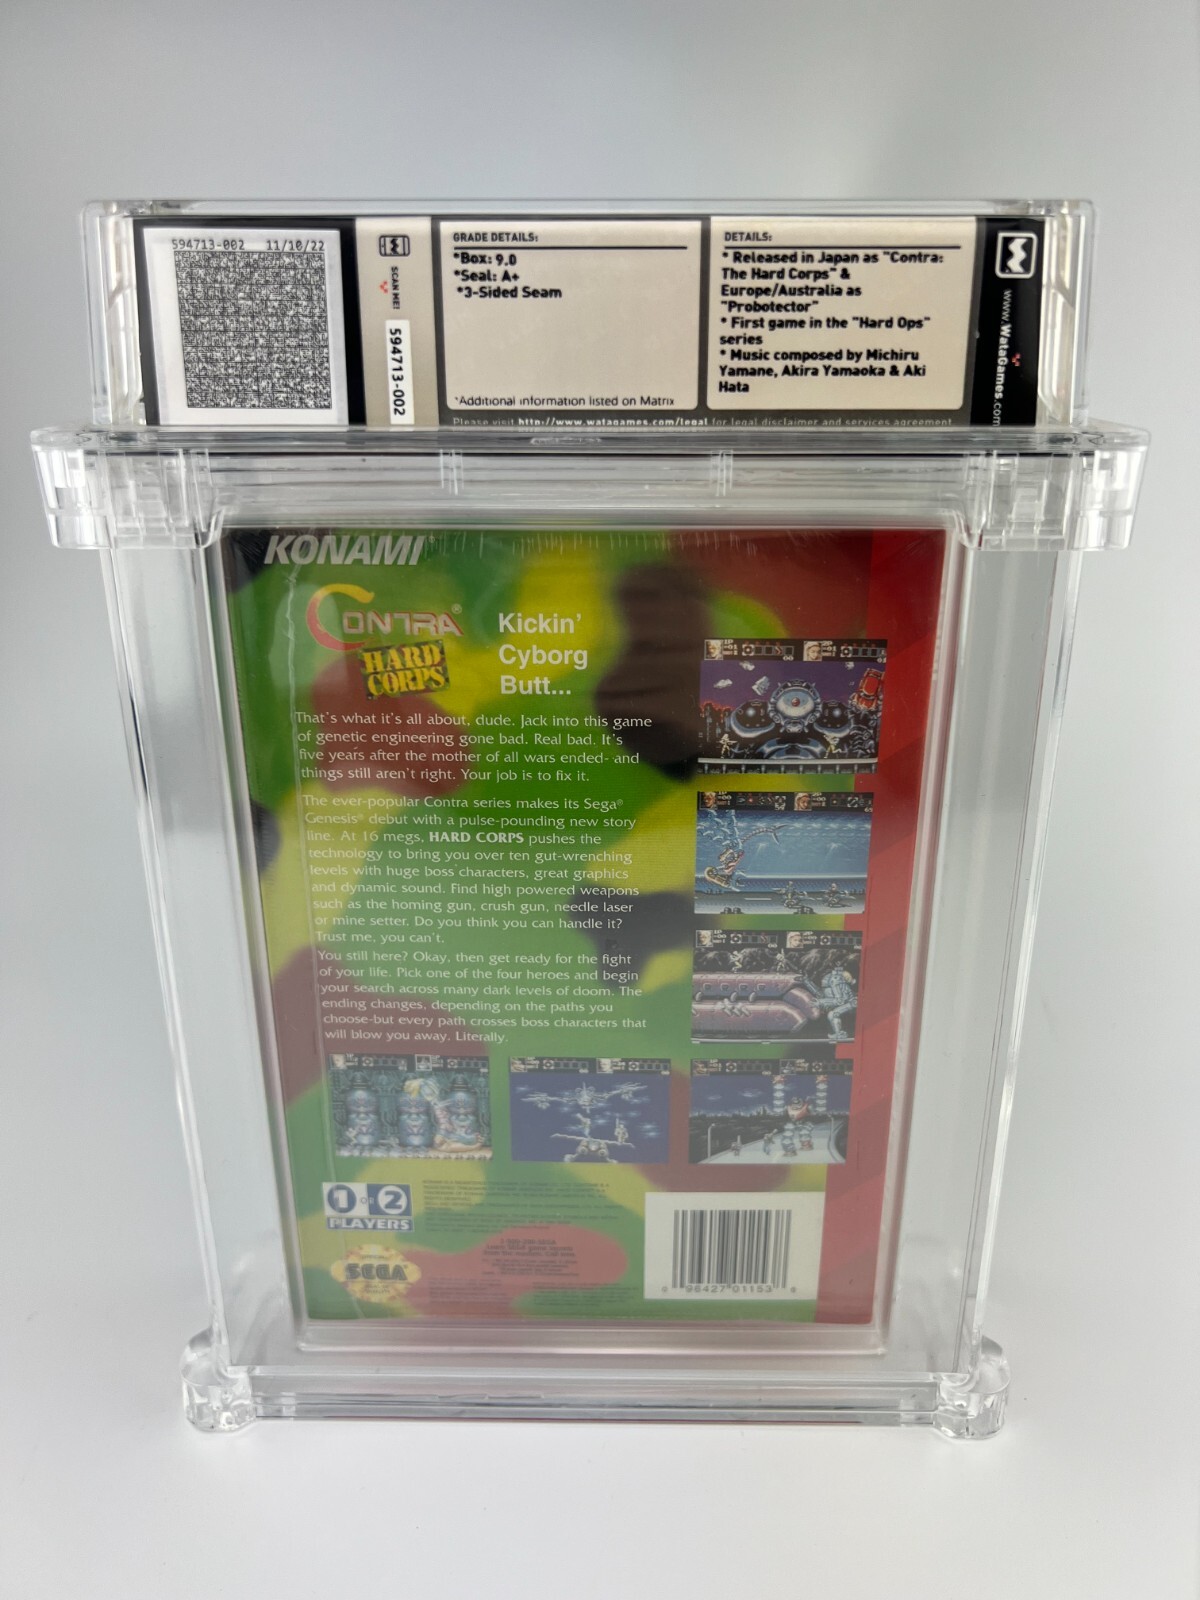 594713-002 11/10/22
SCAN ME!
594713-002
GRADE DETAILS:
*Box: 9.0
*Seal: A+
*3-Sided Seam
*Additional information listed on Matrix
DETAILS:
* Released in Japan as "Contra:
The Hard Corps" &
Europe/Australia as
"Probotector"
* First game in the "Hard Ops"
series
* Music composed by Michiru
Yamane, Akira Yamaoka & Aki
Hata
Please visit http://www.watagames.com/legal for legal disclaimer and services agreement
www.WataGames.com
KONAMI
CONTRA®
HARD
CORPS
Kickin'
Cyborg
Butt...
That's what it's all about, dude. Jack into this game
of genetic engineering gone bad. Real bad. It's
five years after the mother of all wars ended- and
things still aren't right. Your job is to fix it.
The ever-popular Contra series makes its Sega®
Genesis® debut with a pulse-pounding new story
line. At 16 megs, HARD CORPS pushes the
technology to bring you over ten gut-wrenching
levels with huge boss characters, great graphics
and dynamic sound. Find high powered weapons
such as the homing gun, crush gun, needle laser
or mine setter. Do you think you can handle it?
Trust me, you can't.
You still here? Okay, then get ready for the fight
of your life. Pick one of the four heroes and begin
your search across many dark levels of doom. The
ending changes, depending on the paths you
choose-but every path crosses boss characters that
will blow you away. Literally.
1 OR 2
PLAYERS
SEGA
0 96427 01153 6